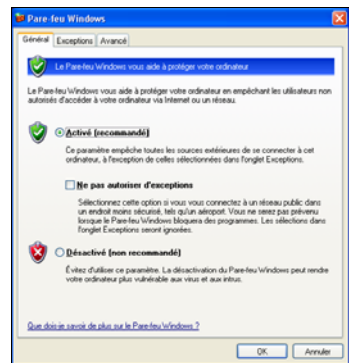 Pare-feu Windows
Général Exceptions Avancé
Le Pare-feu Windows vous aide à protéger votre ordinateur
Le Pare-feu Windows vous aide à protéger votre ordinateur en empêchant les utilisateurs non
autorisés d'accéder à votre ordinateur via Internet ou un réseau.
Activé (recommandé)
Ce paramètre empêche toutes les sources extérieures de se connecter à cet
ordinateur, à l'exception de celles sélectionnées dans l'onglet Exceptions.
Ne pas autoriser d'exceptions
Sélectionnez cette option si vous vous connectez à un réseau public dans
un endroit moins sécurisé, tels qu'un aéroport. Vous ne serez pas prévenu
lorsque le Pare-feu Windows bloquera des programmes. Les sélections dans
l'onglet Exceptions seront ignorées.
Désactivé (non recommandé)
Évitez d'utiliser ce paramètre. La désactivation du Pare-feu Windows peut rendre
votre ordinateur plus vulnérable aux virus et aux intrus.
Que dois-je savoir de plus sur le Pare-feu Windows ?
OK Annuler